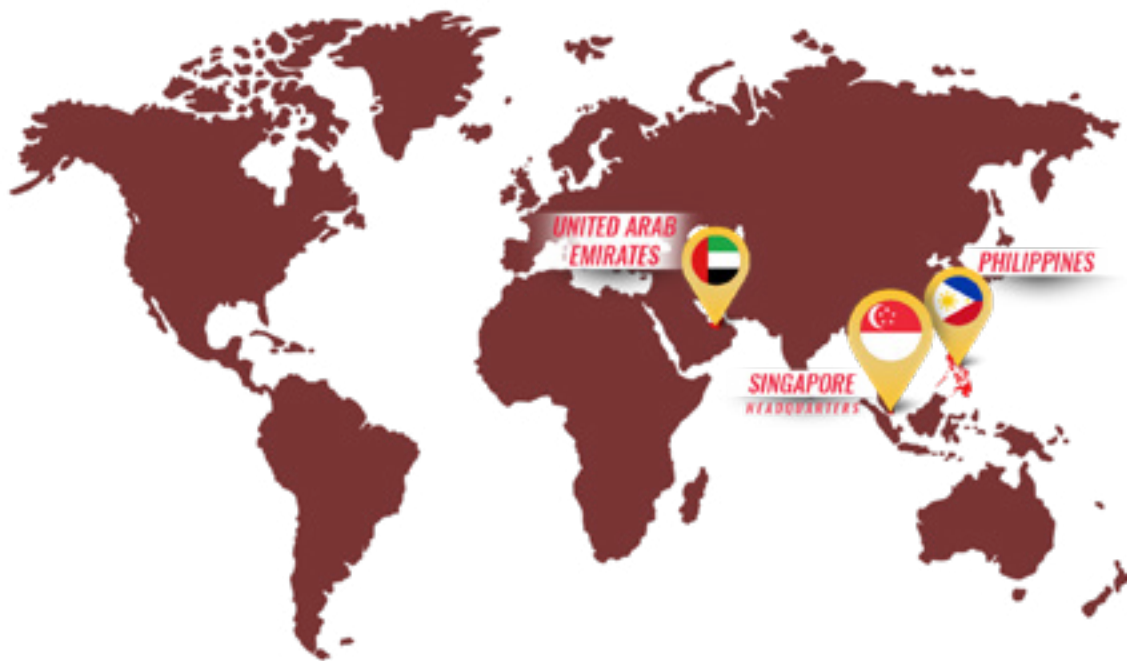 UNITED ARAB
EMIRATES
PHILIPPINES
SINGAPORE
HEADQUARTERS